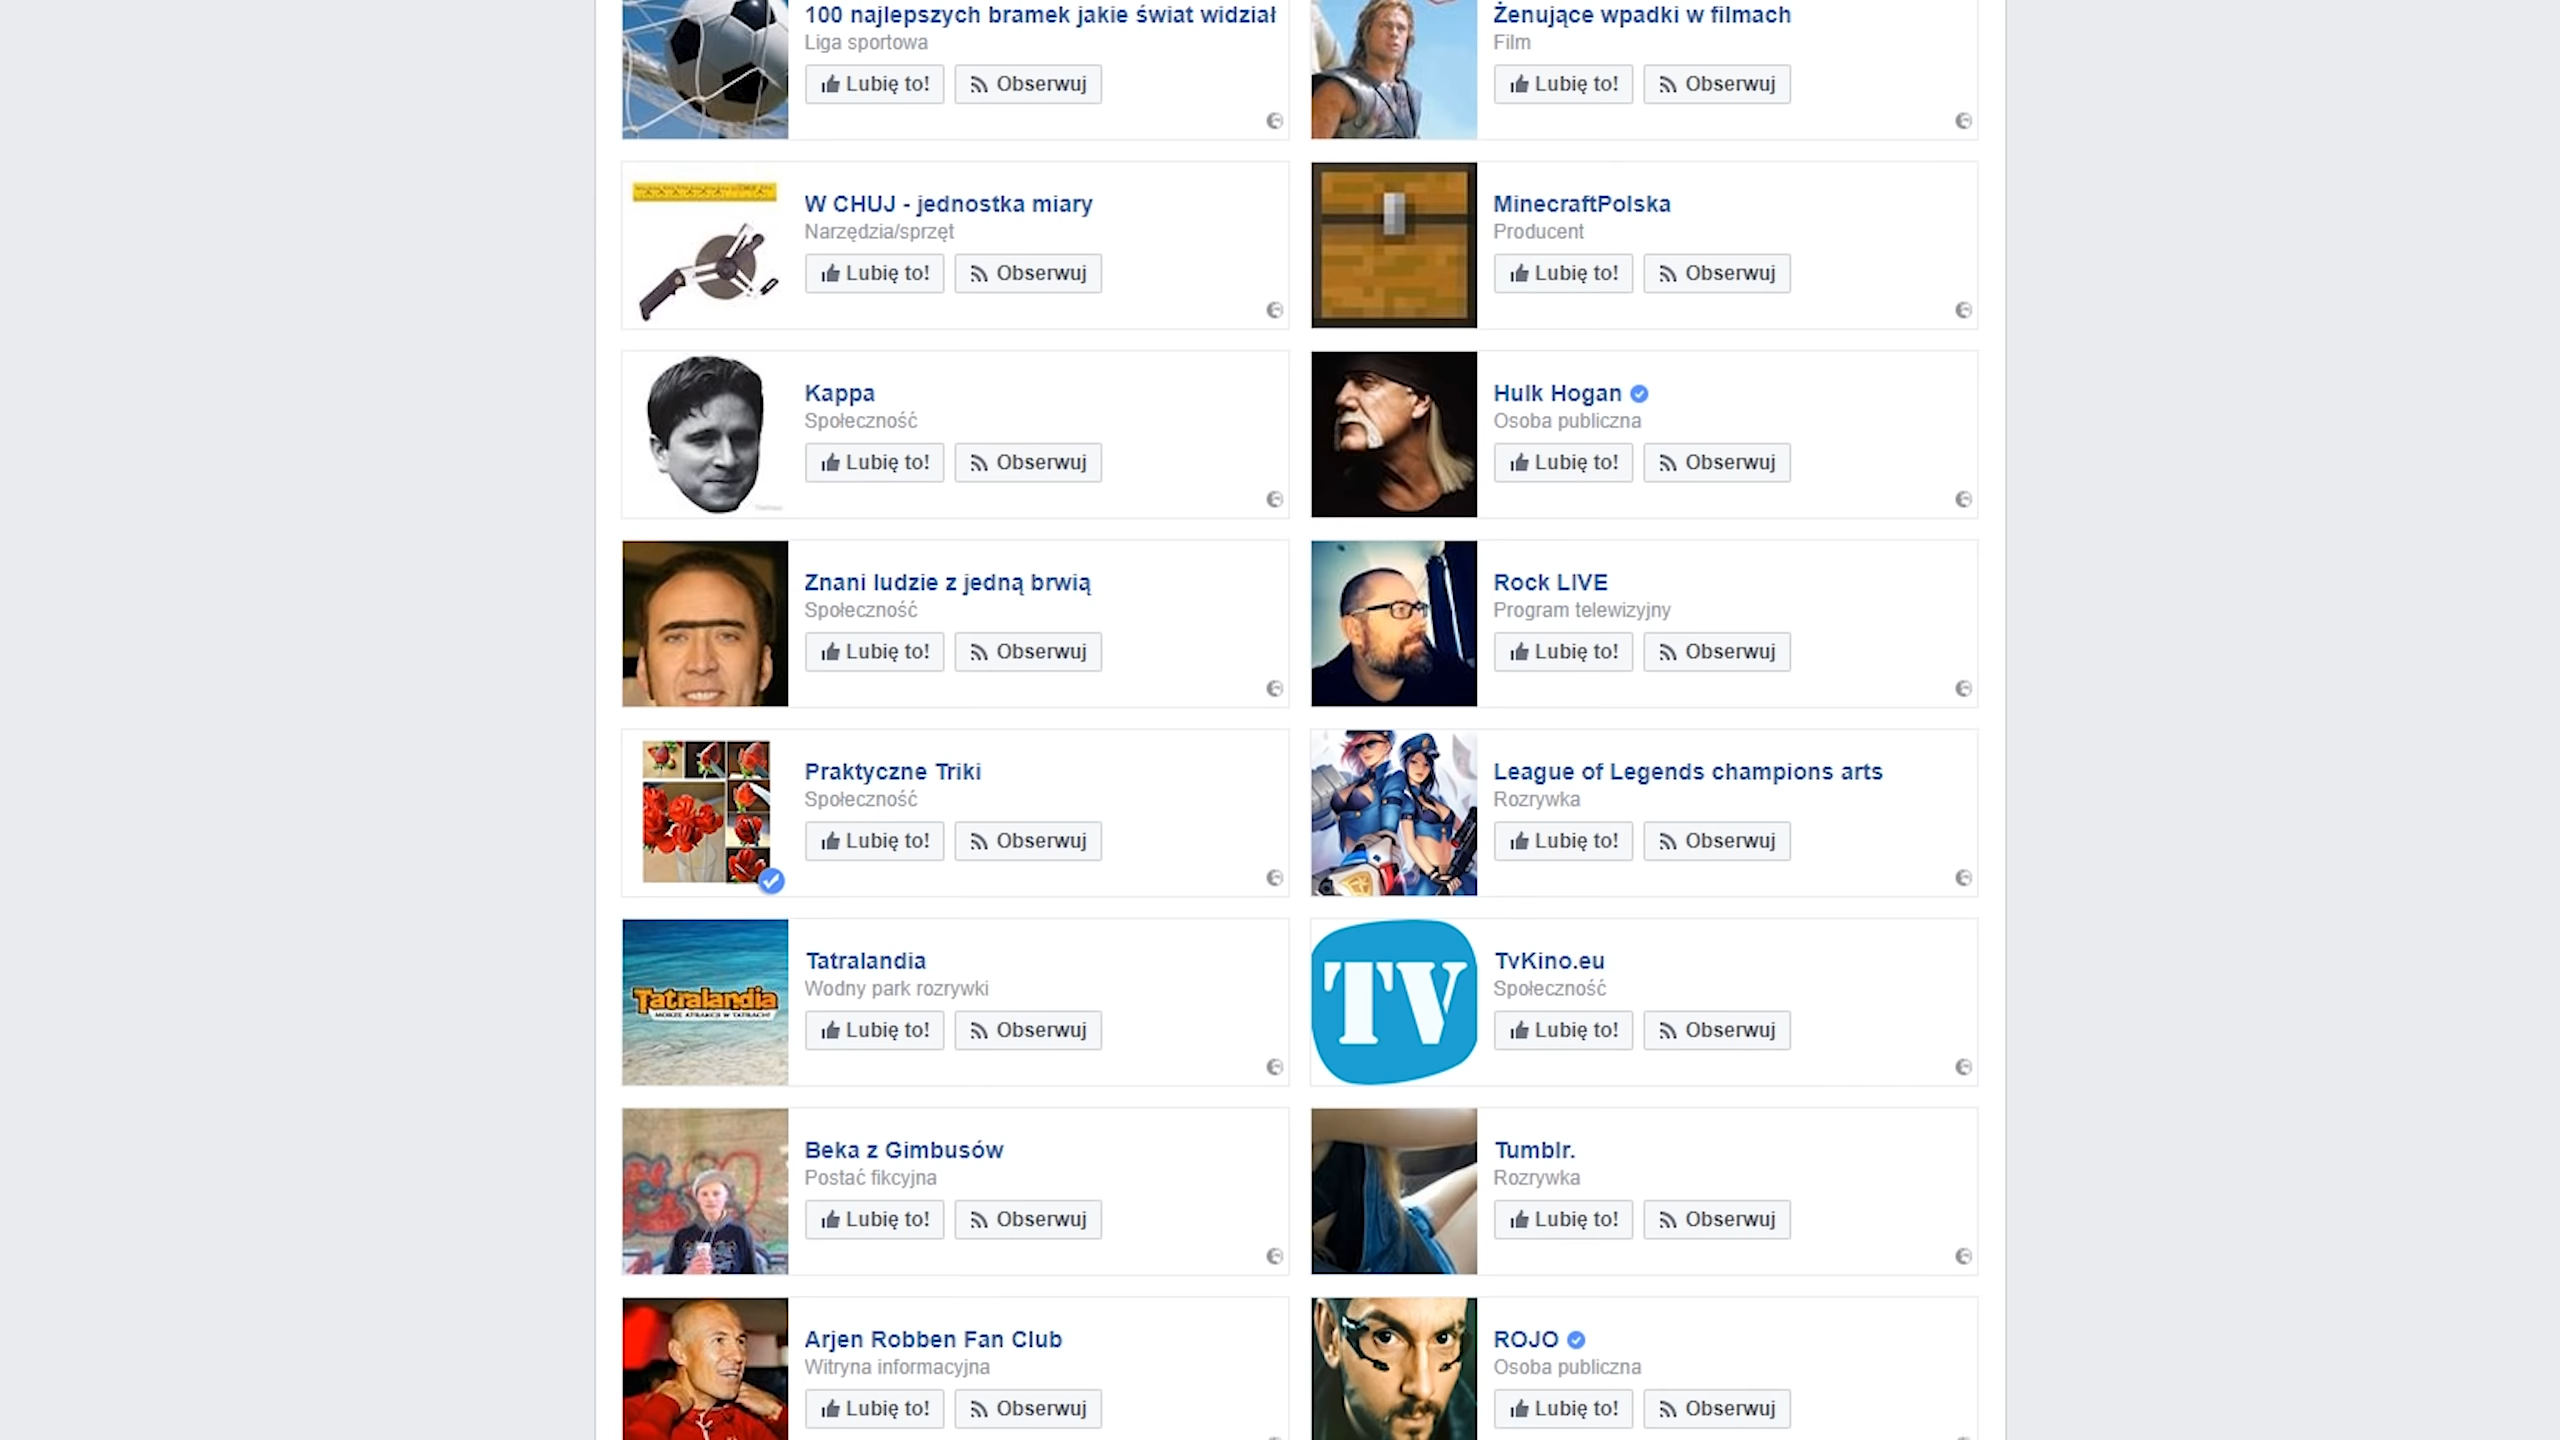 100 najlepszych bramek jakie świat widział
Liga sportowa
Lubię to! Obserwuj
Żenujące wpadki w filmach
Film
Lubię to! Obserwuj
W CHUJ - jednostka miary
Narzędzia/sprzęt
Lubię to! Obserwuj
MinecraftPolska
Producent
Lubię to! Obserwuj
Kappa
Społeczność
Lubię to! Obserwuj
Hulk Hogan
Osoba publiczna
Lubię to! Obserwuj
Znani ludzie z jedną brwią
Społeczność
Lubię to! Obserwuj
Rock LIVE
Program telewizyjny
Lubię to! Obserwuj
Praktyczne Triki
Społeczność
Lubię to! Obserwuj
League of Legends champions arts
Rozrywka
Lubię to! Obserwuj
Tatralandia
MORZE ATRAKCJI W TATRACH!
Tatralandia
Wodny park rozrywki
Lubię to! Obserwuj
TV
TvKino.eu
Społeczność
Lubię to! Obserwuj
Beka z Gimbusów
Postać fikcyjna
Lubię to! Obserwuj
Tumblr.
Rozrywka
Lubię to! Obserwuj
Arjen Robben Fan Club
Witryna informacyjna
Lubię to! Obserwuj
ROJO
Osoba publiczna
Lubię to! Obserwuj